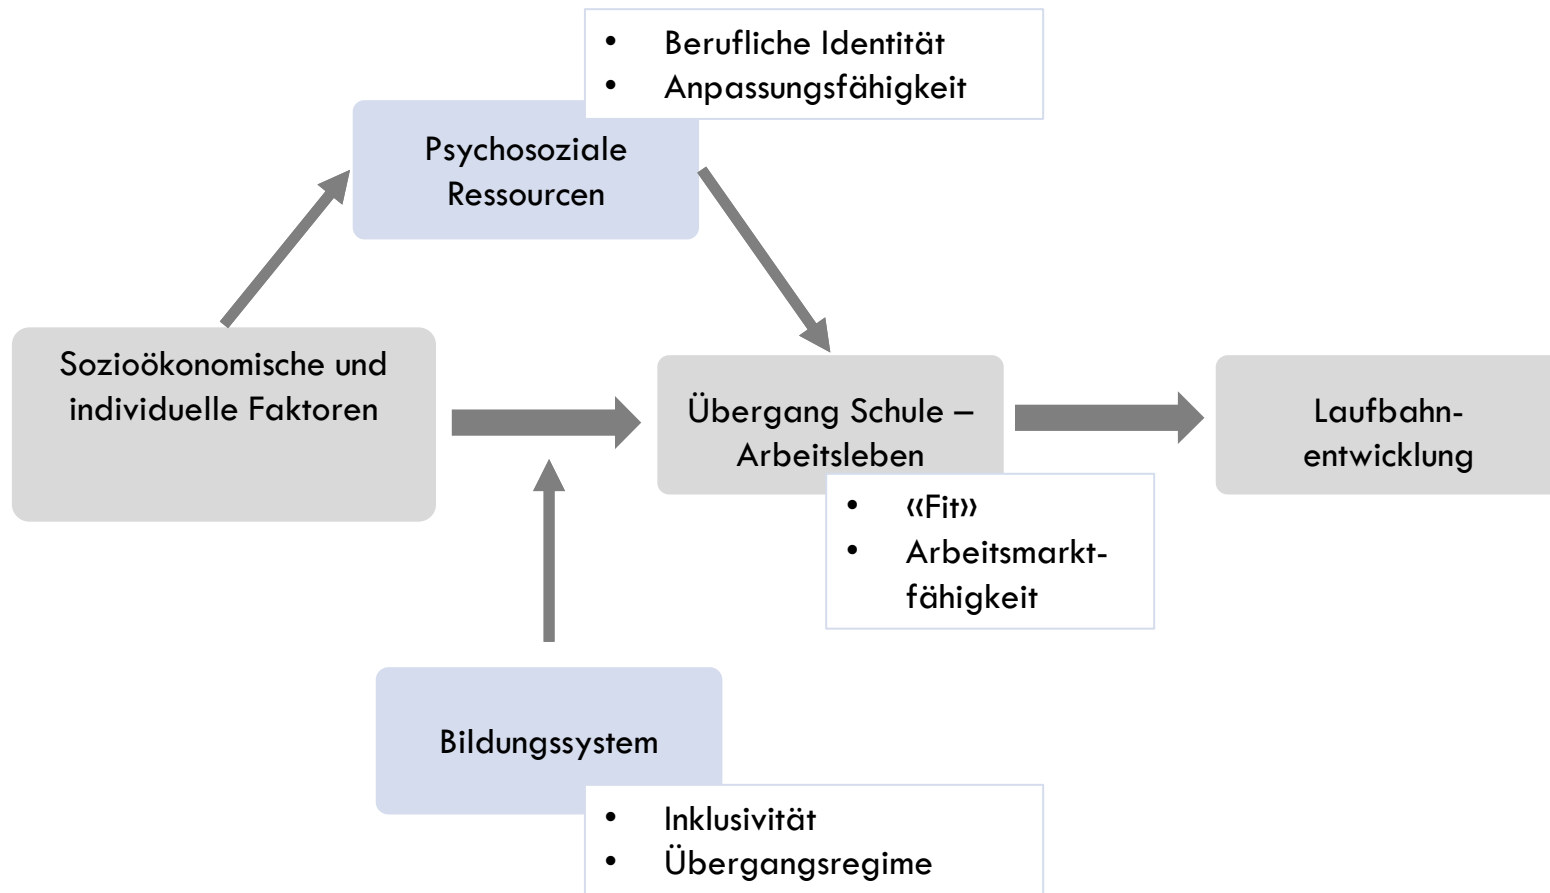 • Berufliche Identität
• Anpassungsfähigkeit
Psychosoziale
Ressourcen
Sozioökonomische und
individuelle Faktoren
Übergang Schule –
Arbeitsleben
Laufbahn-
entwicklung
• «Fit»
• Arbeitsmarkt-
fähigkeit
Bildungssystem
• Inklusivität
• Übergangsregime